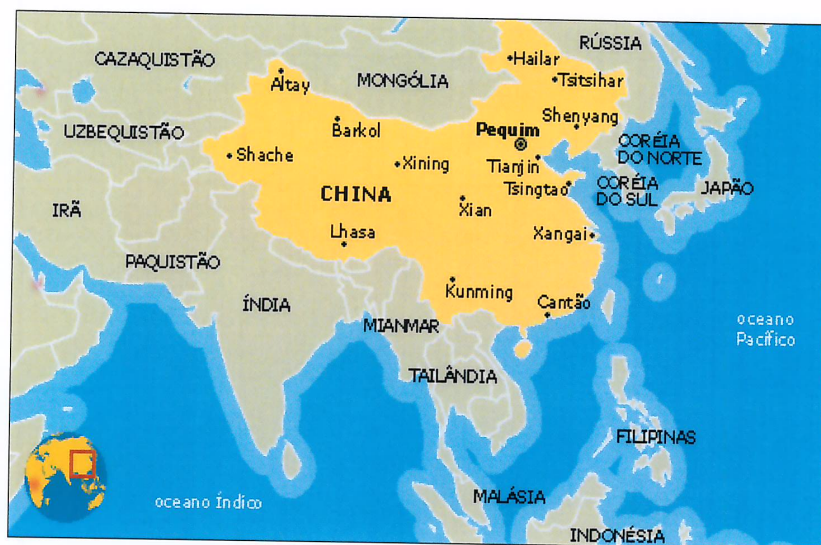 RÚSSIA
CAZAQUISTÃO
Hailar
MONGÓLIA
Tsitsihar
Altay
Shenyang
Barkol
Pequim
UZBEQUISTÃO
CORÉIA
DO NORTE
Shache
Xining
Tianjin
Tsingtao
CORÉIA
DO SUL
JAPÃO
CHINA
Xian
IRÃ
Lhasa
Xangai
PAQUISTÃO
Kunming
Cantão
ÍNDIA
MIANMAR
oceano
Pacífico
TAILÂNDIA
FILIPINAS
oceano Índico
MALÁSIA
INDONÉSIA